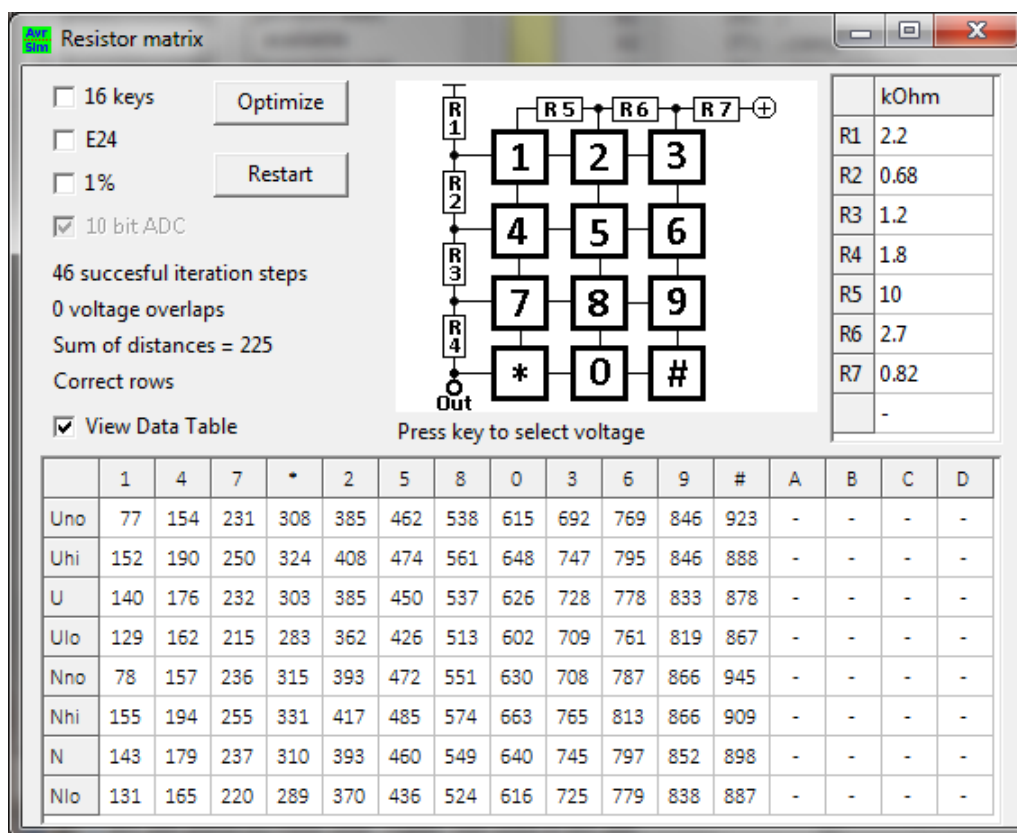 Avr Sim Resistor matrix
16 keys Optimize
E24
1% Restart
10 bit ADC
46 succesful iteration steps
0 voltage overlaps
Sum of distances = 225
Correct rows
View Data Table
R1 R5 R6 R7
R2 1 2 3
R3 4 5 6
R4 7 8 9
* 0 #
Out
Press key to select voltage
kOhm
R1 2.2
R2 0.68
R3 1.2
R4 1.8
R5 10
R6 2.7
R7 0.82
-
1 4 7 * 2 5 8 0 3 6 9 # A B C D
Uno 77 154 231 308 385 462 538 615 692 769 846 923 - - - -
Uhi 152 190 250 324 408 474 561 648 747 795 846 888 - - - -
U 140 176 232 303 385 450 537 626 728 778 833 878 - - - -
Ulo 129 162 215 283 362 426 513 602 709 761 819 867 - - - -
Nno 78 157 236 315 393 472 551 630 708 787 866 945 - - - -
Nhi 155 194 255 331 417 485 574 663 765 813 866 909 - - - -
N 143 179 237 310 393 460 549 640 745 797 852 898 - - - -
Nlo 131 165 220 289 370 436 524 616 725 779 838 887 - - - -